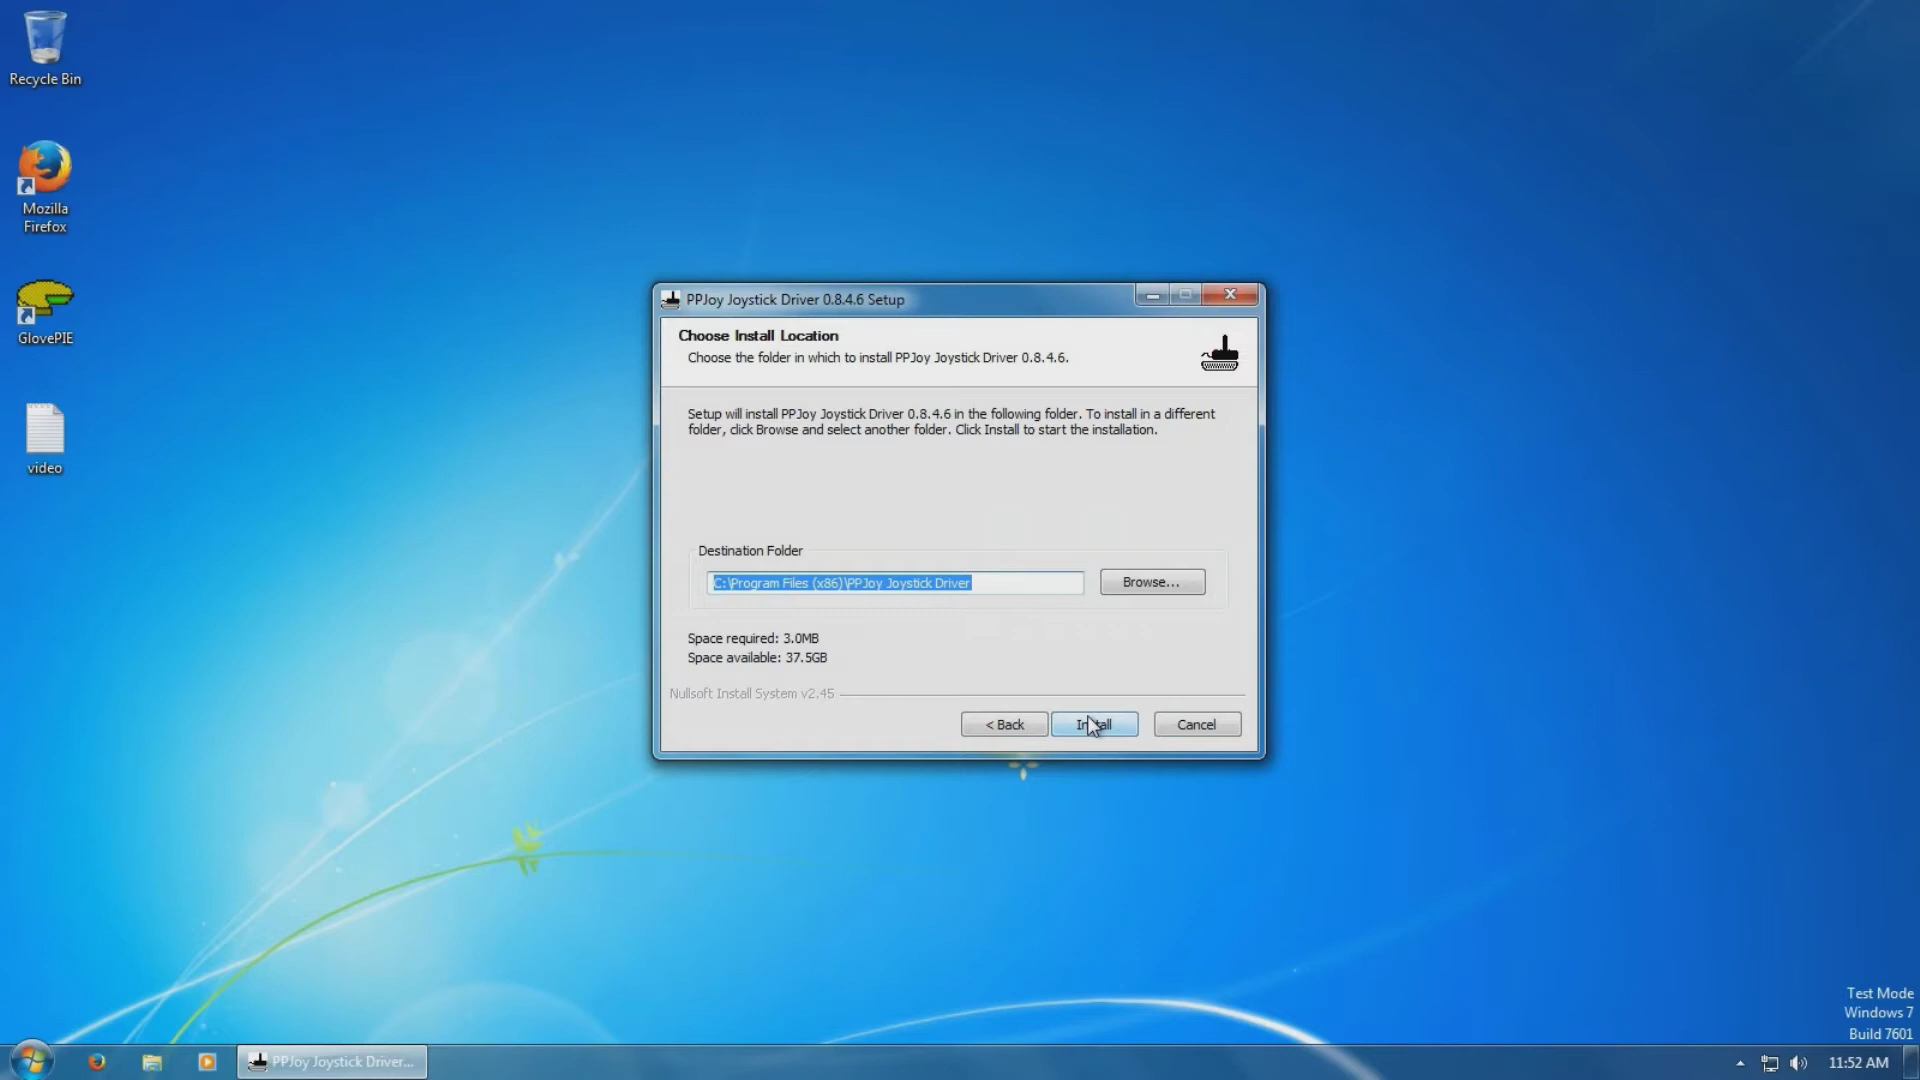 Recycle Bin
Mozilla
Firefox
GlovePIE
video
PPJoy Joystick Driver 0.8.4.6 Setup
Choose Install Location
Choose the folder in which to install PPJoy Joystick Driver 0.8.4.6.
Setup will install PPJoy Joystick Driver 0.8.4.6 in the following folder. To install in a different
folder, click Browse and select another folder. Click Install to start the installation.
Destination Folder
C:\Program Files (x86)\PPJoy Joystick Driver
Browse...
Space required: 3.0MB
Space available: 37.5GB
Nullsoft Install System v2.45
< Back
Install
Cancel
Test Mode
Windows 7
Build 7601
PPJoy Joystick Driver...
11:52 AM